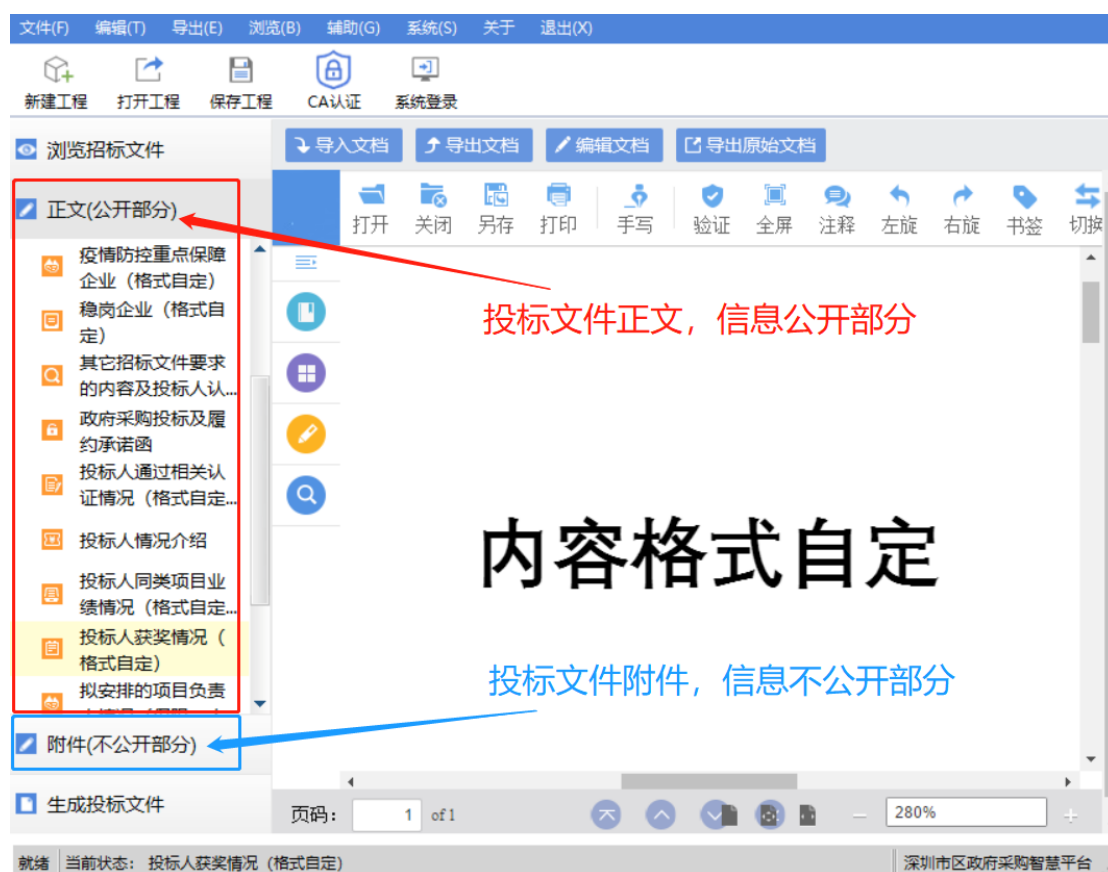 文件(F) 编辑(T) 导出(E) 浏览(B) 辅助(G) 系统(S) 关于 退出(X)
新建工程 打开工程 保存工程 CA认证 系统登录
浏览招标文件
导入文档 导出文档 编辑文档 导出原始文档
正文(公开部分)
打开 关闭 另存 打印 手写 验证 全屏 注释 左旋 右旋 书签 切换
疫情防控重点保障
企业（格式自定）
稳岗企业（格式自
定）
其它招标文件要求
的内容及投标人认...
政府采购投标及履
约承诺函
投标人通过相关认
证情况（格式自定...
投标人情况介绍
投标人同类项目业
绩情况（格式自定...
投标人获奖情况（
格式自定）
拟安排的项目负责
投标文件正文，信息公开部分
内容格式自定
投标文件附件，信息不公开部分
附件(不公开部分)
生成投标文件
页码： 1 of 1 280%
就绪 当前状态： 投标人获奖情况（格式自定） 深圳市区政府采购智慧平台